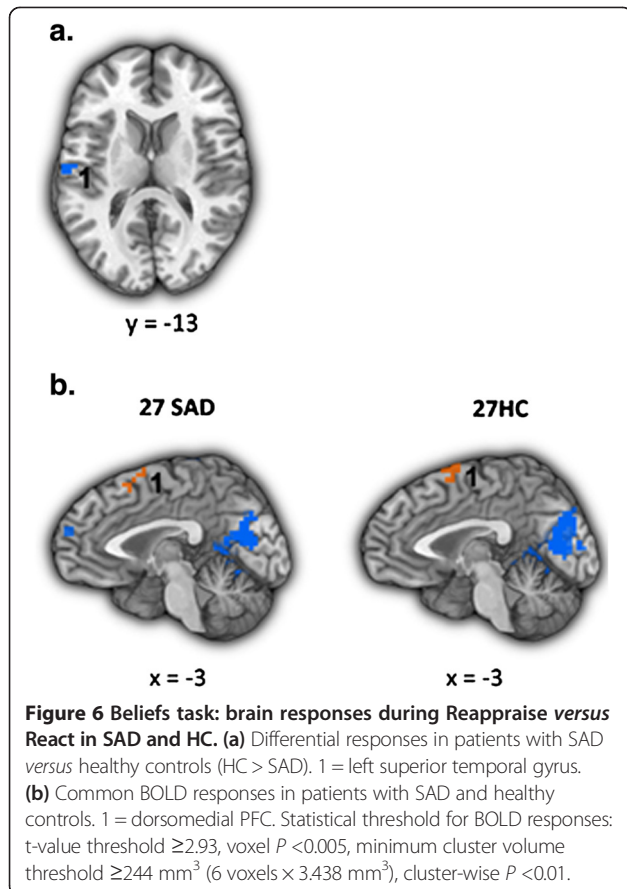 a.
1
y = -13
b.
27 SAD
27HC
1
1
x = -3
x = -3
Figure 6 Beliefs task: brain responses during Reappraise versus
React in SAD and HC. (a) Differential responses in patients with SAD
versus healthy controls (HC > SAD). 1 = left superior temporal gyrus.
(b) Common BOLD responses in patients with SAD and healthy
controls. 1 = dorsomedial PFC. Statistical threshold for BOLD responses:
t-value threshold ≥2.93, voxel P <0.005, minimum cluster volume
threshold ≥244 mm³ (6 voxels × 3.438 mm³), cluster-wise P <0.01.